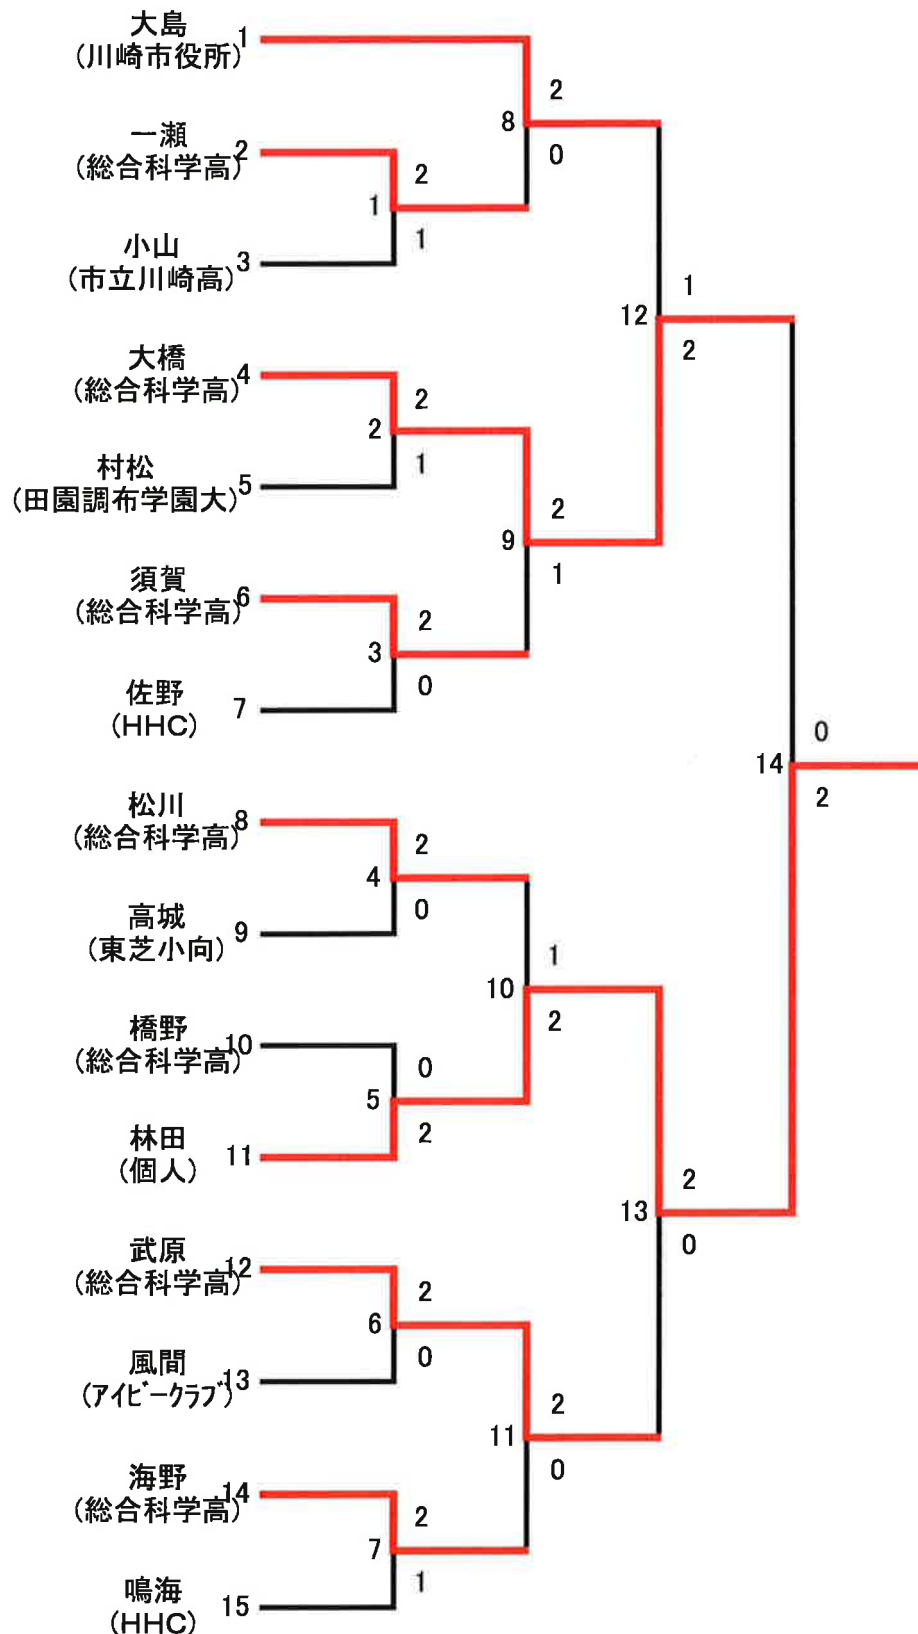 大島
(川崎市役所)
1
2
8
0
一瀬
(総合科学高)
2
2
1
1
小山
(市立川崎高)
3
1
12
2
大橋
(総合科学高)
4
2
2
1
村松
(田園調布学園大)
5
2
9
1
須賀
(総合科学高)
6
2
3
0
佐野
(HHC)
7
0
14
2
松川
(総合科学高)
8
2
4
0
高城
(東芝小向)
9
1
10
2
橋野
(総合科学高)
10
0
5
2
林田
(個人)
11
2
13
0
武原
(総合科学高)
12
2
6
0
風間
(アイビークラブ)
13
2
11
0
海野
(総合科学高)
14
2
7
1
鳴海
(HHC)
15